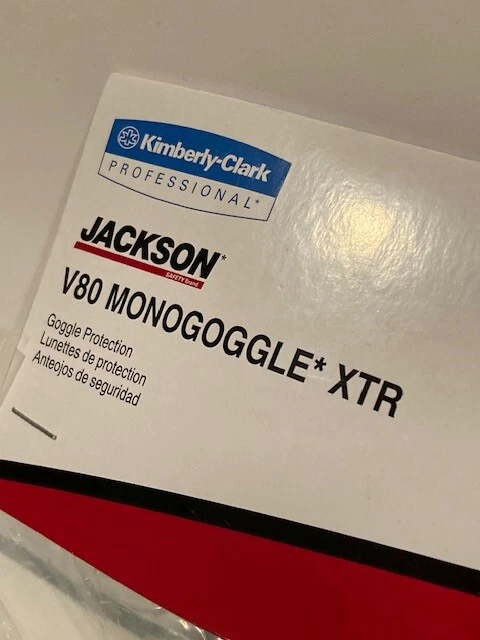 Kimberly-Clark
PROFESSIONAL*
JACKSON*
SAFETY Brand
V80 MONOGOGGLE* XTR
Goggle Protection
Lunettes de protection
Anteojos de seguridad